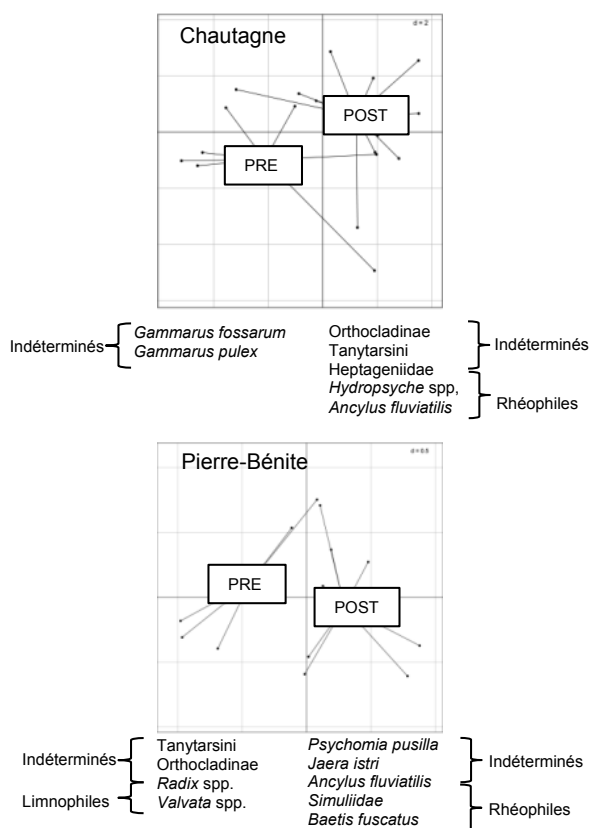 Chautagne
d = 2
POST
PRE
Indéterminés
Gammarus fossarum
Gammarus pulex
Orthocladinae
Tanytarsini
Heptageniidae
Hydropsyche spp,
Ancylus fluviatilis
Indéterminés
Rhéophiles
Pierre-Bénite
d = 0.5
PRE
POST
Indéterminés
Limnophiles
Tanytarsini
Orthocladinae
Radix spp.
Valvata spp.
Psychomia pusilla
Jaera istri
Ancylus fluviatilis
Simuliidae
Baetis fuscatus
Indéterminés
Rhéophiles